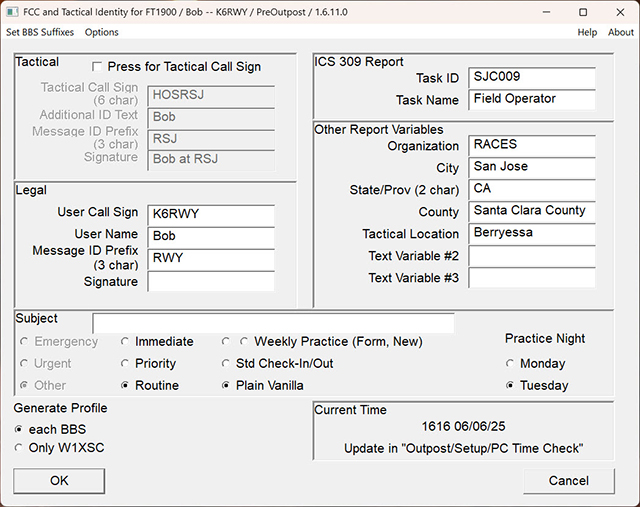 FCC and Tactical Identity for FT1900 / Bob -- K6RWY / PreOutpost / 1.6.11.0
Set BBS Suffixes Options Help About
Tactical
Press for Tactical Call Sign
Tactical Call Sign
(6 char)
HOSRSJ
Additional ID Text Bob
Message ID Prefix
(3 char)
RSJ
Signature Bob at RSJ
Legal
User Call Sign K6RWY
User Name Bob
Message ID Prefix
(3 char)
RWY
Signature
ICS 309 Report
Task ID SJC009
Task Name Field Operator
Other Report Variables
Organization RACES
City San Jose
State/Prov (2 char) CA
County Santa Clara County
Tactical Location Berryessa
Text Variable #2
Text Variable #3
Subject
Emergency Immediate Weekly Practice (Form, New)
Urgent Priority Std Check-In/Out
Other Routine Plain Vanilla
Practice Night
Monday
Tuesday
Generate Profile
each BBS
Only W1XSC
Current Time
1616 06/06/25
Update in "Outpost/Setup/PC Time Check"
OK Cancel